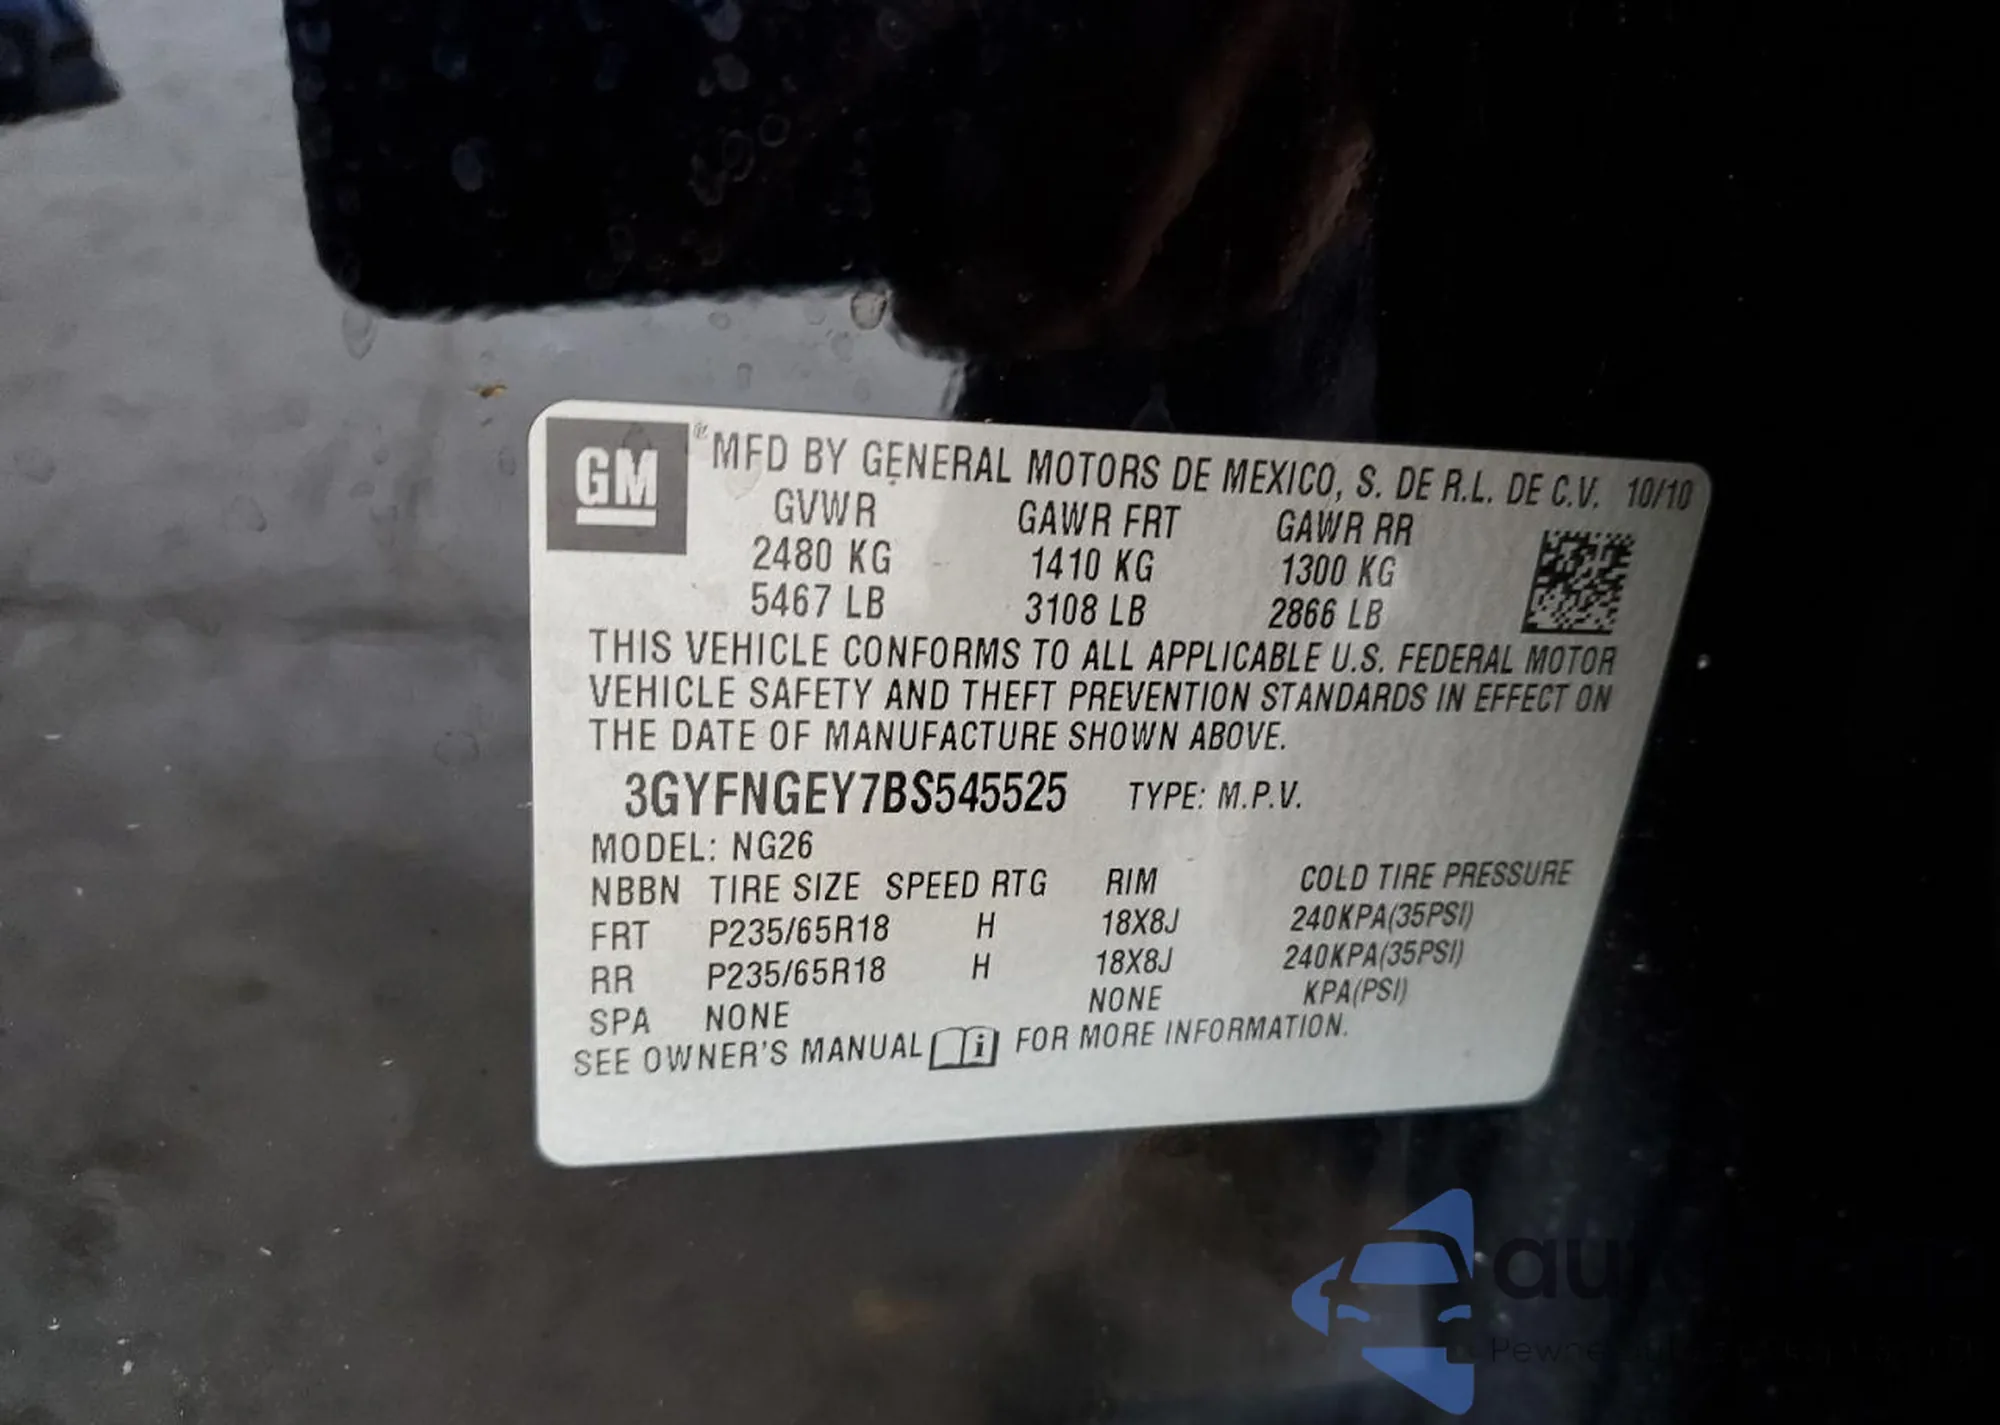 GM ® MFD BY GENERAL MOTORS DE MEXICO, S. DE R.L. DE C.V. 10/10
GVWR GAWR FRT GAWR RR
2480 KG 1410 KG 1300 KG
5467 LB 3108 LB 2866 LB
THIS VEHICLE CONFORMS TO ALL APPLICABLE U.S. FEDERAL MOTOR
VEHICLE SAFETY AND THEFT PREVENTION STANDARDS IN EFFECT ON
THE DATE OF MANUFACTURE SHOWN ABOVE.
3GYFNGEY7BS545525 TYPE: M.P.V.
MODEL: NG26
NBBN TIRE SIZE SPEED RTG RIM COLD TIRE PRESSURE
FRT P235/65R18 H 18X8J 240KPA(35PSI)
RR P235/65R18 H 18X8J 240KPA(35PSI)
SPA NONE NONE KPA(PSI)
SEE OWNER'S MANUAL i FOR MORE INFORMATION.